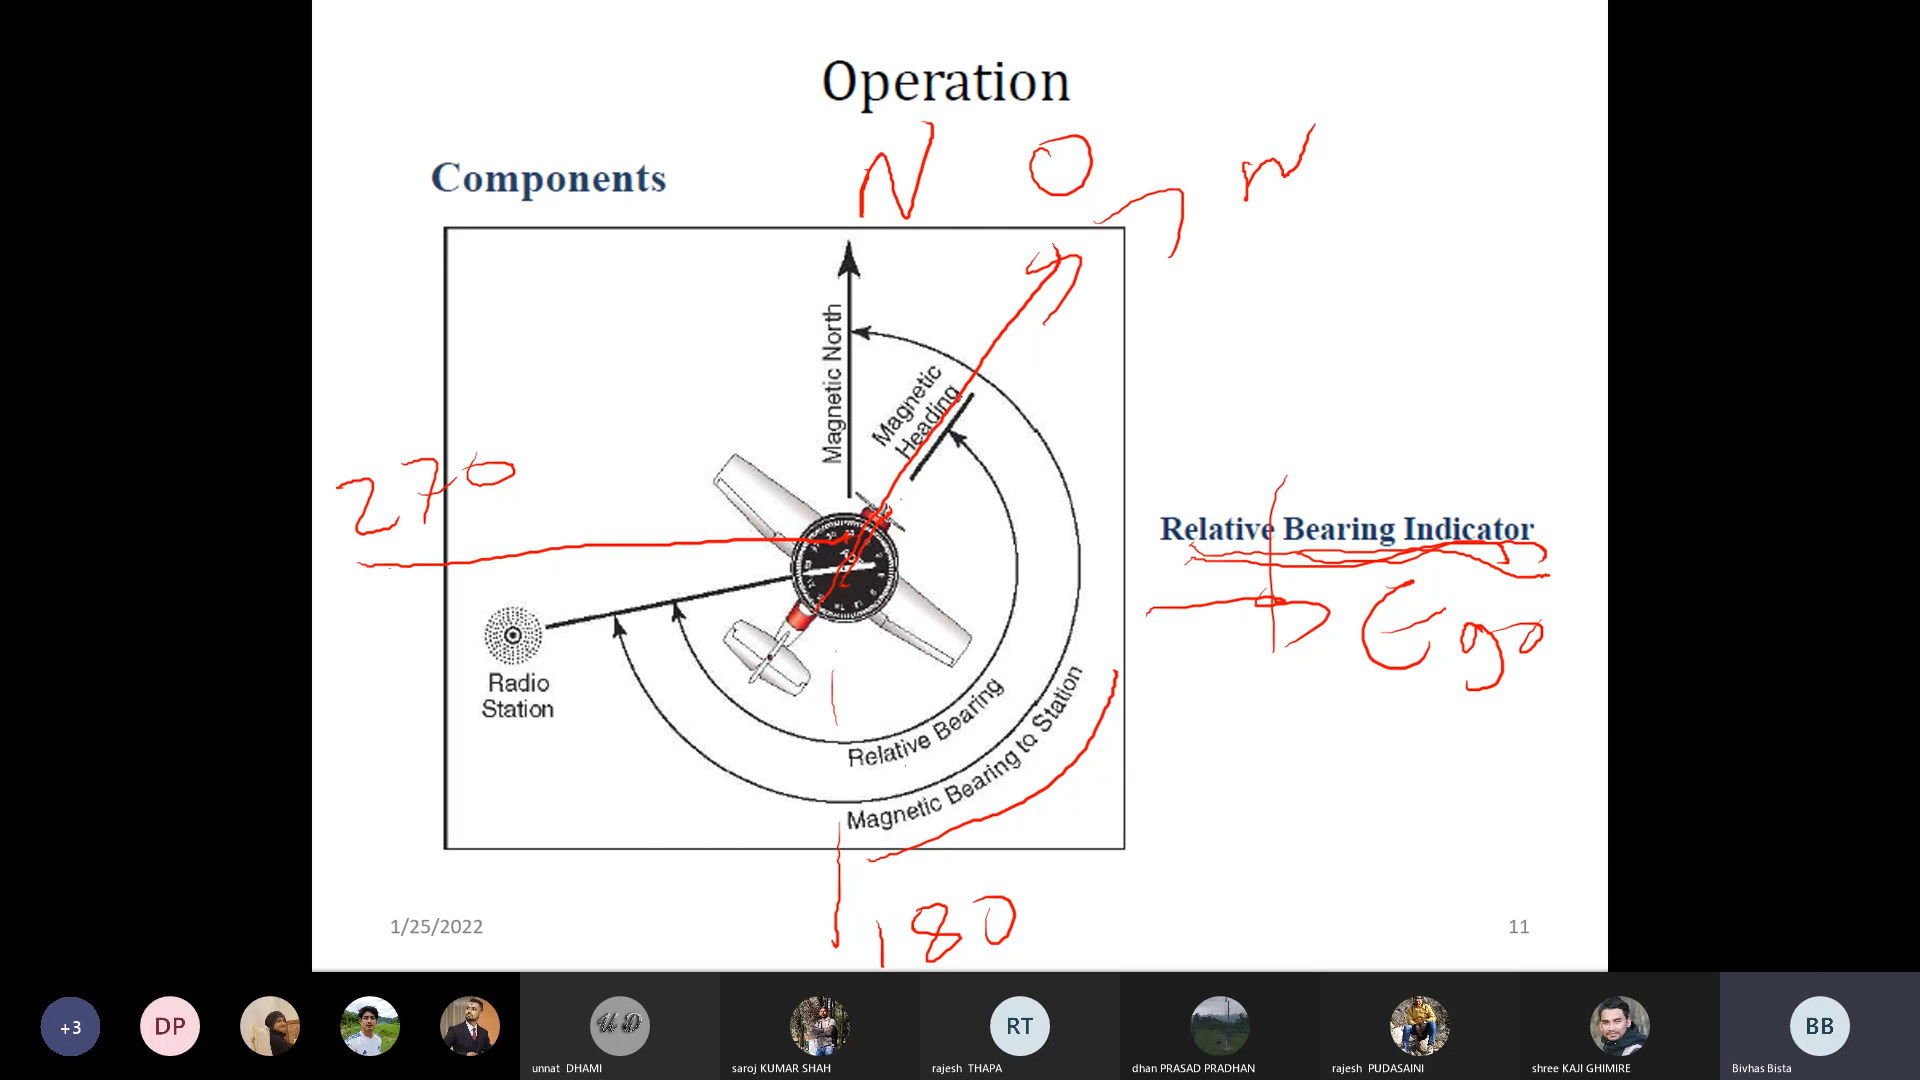 Operation
N O N
Components
Magnetic North
Magnetic
Heading
270
Relative Bearing Indicator
Ego
Radio
Station
Relative Bearing
Magnetic Bearing to Station
180
1/25/2022
11
+3
DP
UD
RT
BB
unnat DHAMI
saroj KUMAR SHAH
rajesh THAPA
dhan PRASAD PRADHAN
rajesh PUDASAINI
shree KAJI GHIMIRE
Bivhas Bista